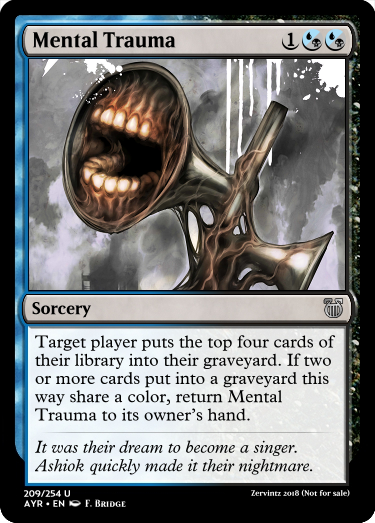 Mental Trauma 1
Sorcery
Target player puts the top four cards of
their library into their graveyard. If two
or more cards put into a graveyard this
way share a color, return Mental
Trauma to its owner's hand.
It was their dream to become a singer.
Ashiok quickly made it their nightmare.
209/254 U
Zervintz 2018 (Not for sale)
AYR • EN F. Bridge